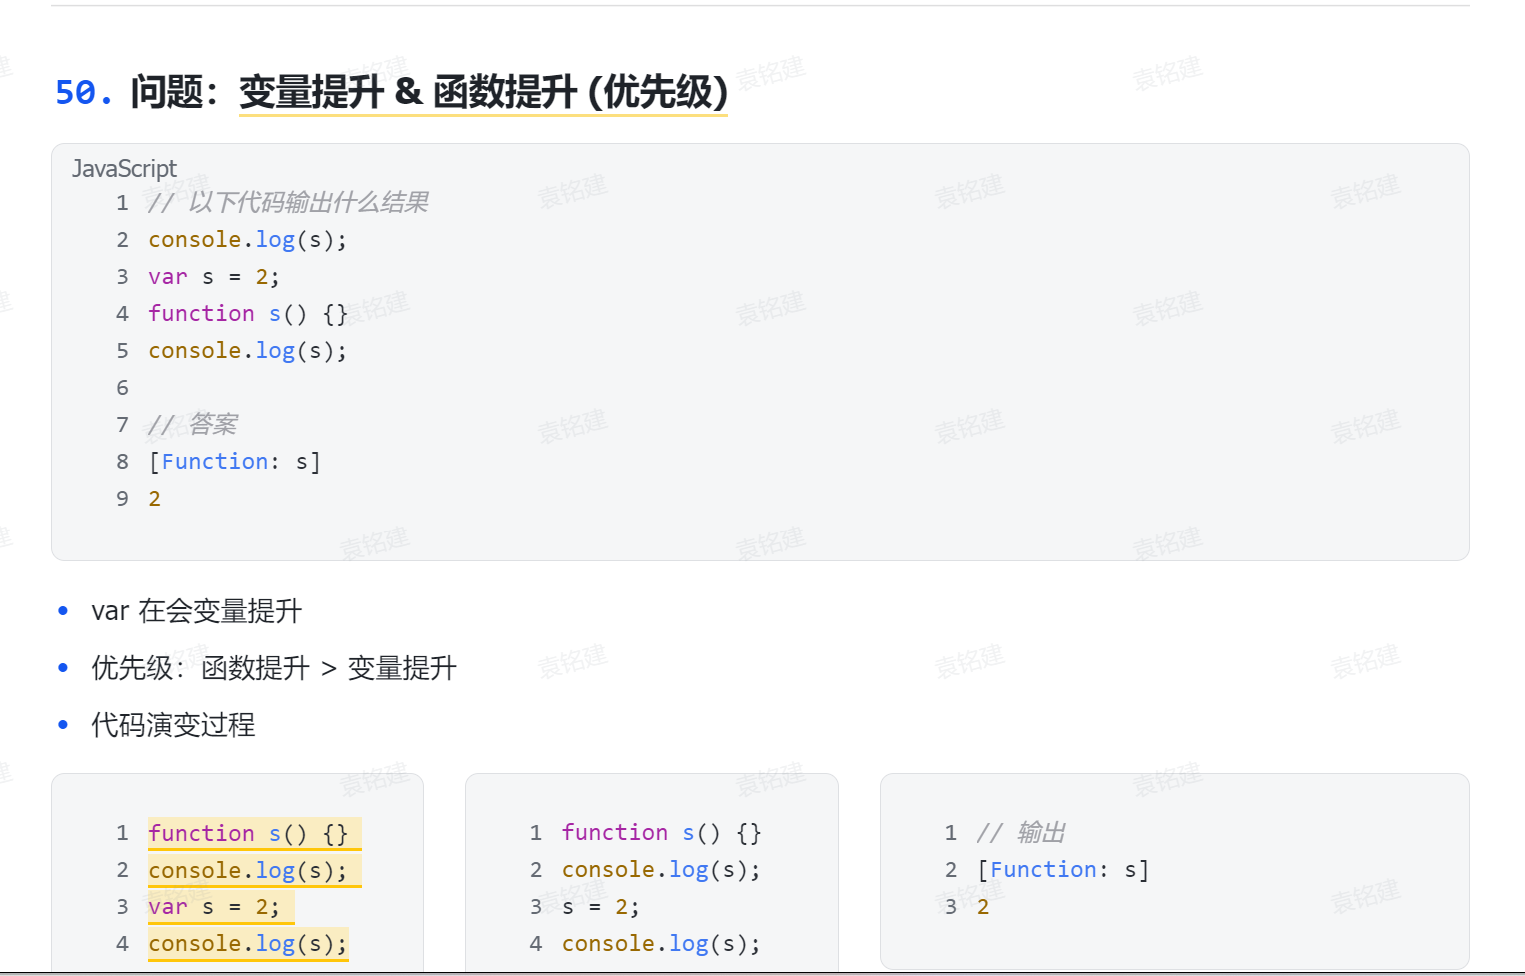 50. 问题：变量提升 & 函数提升 (优先级)
JavaScript
1 // 以下代码输出什么结果
2 console.log(s);
3 var s = 2;
4 function s() {}
5 console.log(s);
6
7 // 答案
8 [Function: s]
9 2
• var 在会变量提升
• 优先级：函数提升 > 变量提升
• 代码演变过程
1 function s() {}
2 console.log(s);
3 var s = 2;
4 console.log(s);
1 function s() {}
2 console.log(s);
3 s = 2;
4 console.log(s);
1 // 输出
2 [Function: s]
3 2
袁铭建